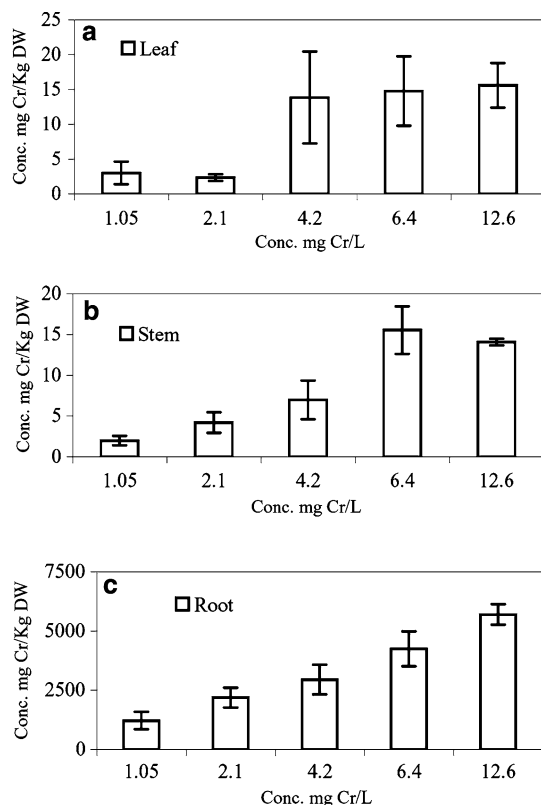 a
Leaf
Conc. mg Cr/Kg DW
25
20
15
10
5
0
1.05 2.1 4.2 6.4 12.6
Conc. mg Cr/L
b
Stem
Conc. mg Cr/Kg DW
20
15
10
5
0
1.05 2.1 4.2 6.4 12.6
Conc. mg Cr/L
c
Root
Conc. mg Cr/Kg DW
7500
5000
2500
0
1.05 2.1 4.2 6.4 12.6
Conc. mg Cr/L